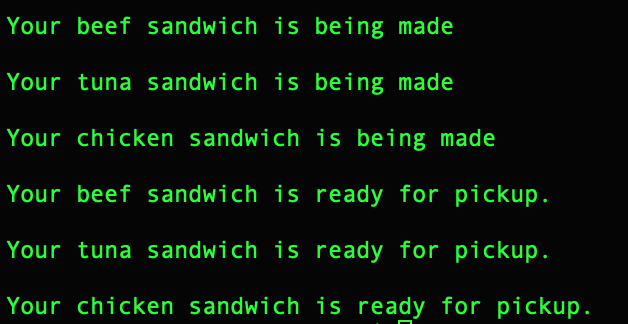 Your beef sandwich is being made
Your tuna sandwich is being made
Your chicken sandwich is being made
Your beef sandwich is ready for pickup.
Your tuna sandwich is ready for pickup.
Your chicken sandwich is ready for pickup.